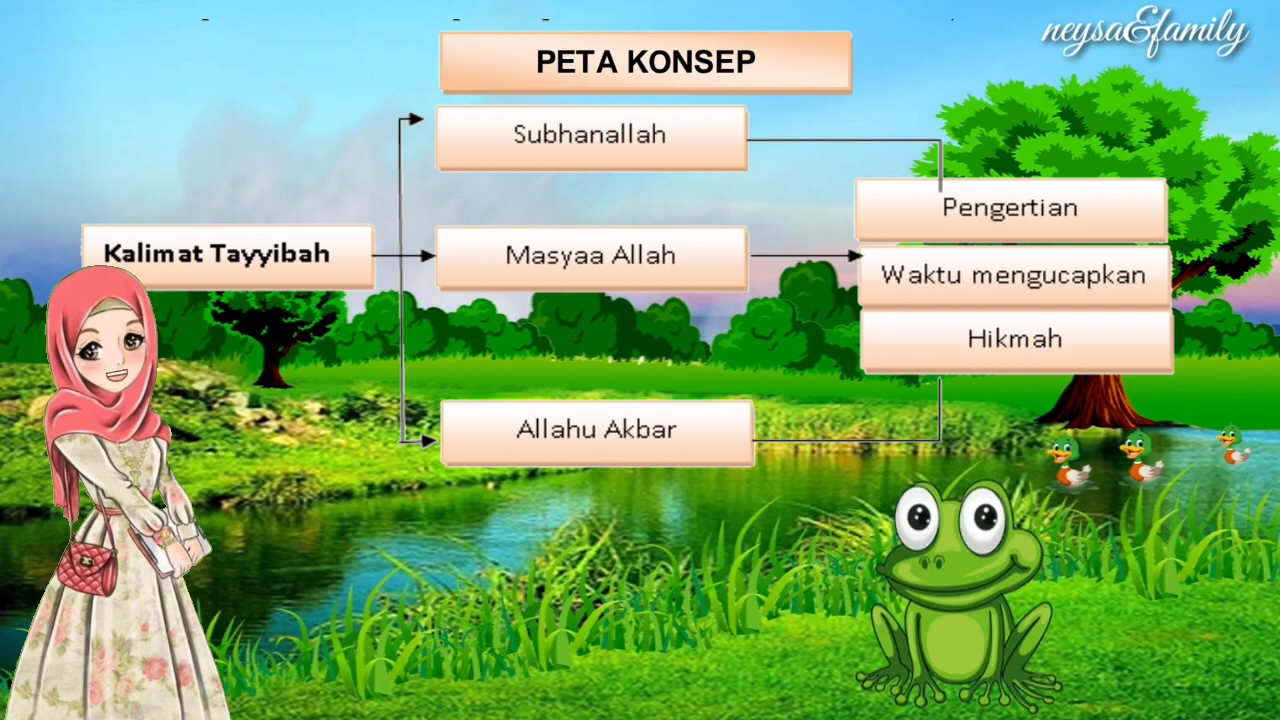 neysa&family
PETA KONSEP
Subhanallah
Pengertian
Kalimat Tayyibah
Masyaa Allah
Waktu mengucapkan
Hikmah
Allahu Akbar